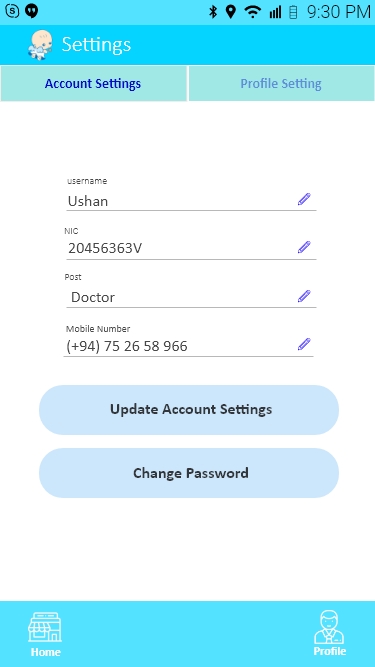 9:30 PM
Settings
Account Settings
Profile Setting
username
Ushan
NIC
20456363V
Post
Doctor
Mobile Number
(+94) 75 26 58 966
Update Account Settings
Change Password
Home
Profile